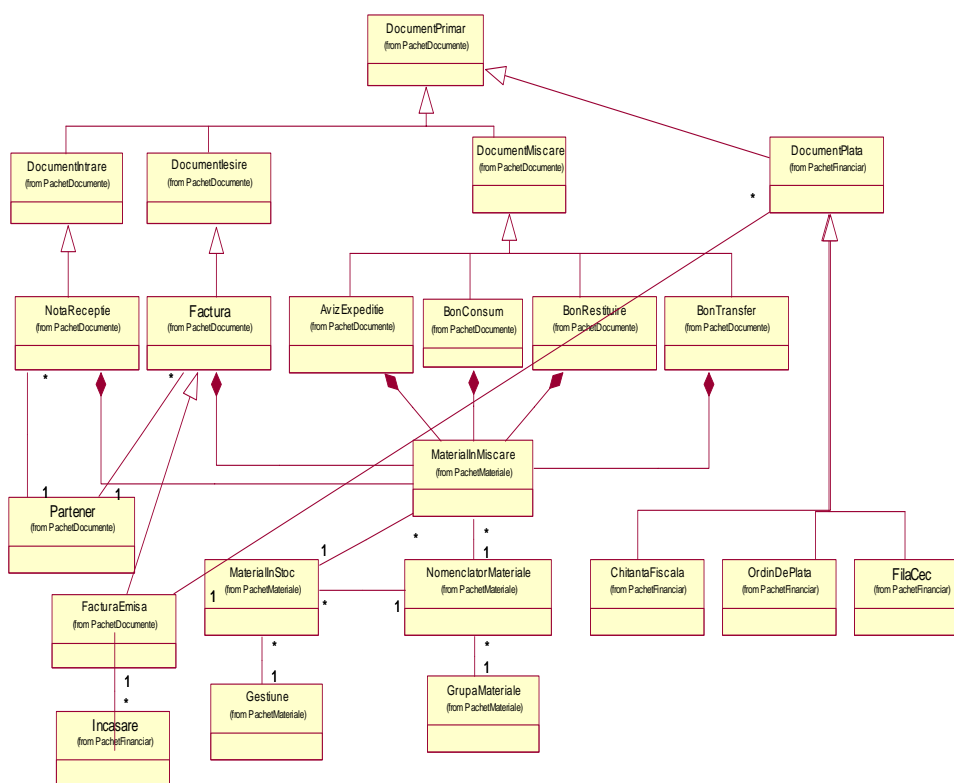 DocumentPrimar
(from PachetDocumente)
DocumentIntrare
(from PachetDocumente)
DocumentIesire
(from PachetDocumente)
DocumentMiscare
(from PachetDocumente)
DocumentPlata
(from PachetFinanciar)
*
NotaReceptie
(from PachetDocumente)
Factura
(from PachetDocumente)
AvizExpeditie
(from PachetDocumente)
BonConsum
(from PachetDocumente)
BonRestituire
(from PachetDocumente)
BonTransfer
(from PachetDocumente)
*
*
MaterialInMiscare
(from PachetMateriale)
1
1
Partener
(from PachetDocumente)
*
*
1
1
MaterialInStoc
(from PachetMateriale)
1
*
NomenclatorMateriale
(from PachetMateriale)
1
ChitantaFiscala
(from PachetFinanciar)
OrdinDePlata
(from PachetFinanciar)
FilaCec
(from PachetFinanciar)
FacturaEmisa
(from PachetDocumente)
*
1
*
1
1
*
Gestiune
(from PachetMateriale)
GrupaMateriale
(from PachetMateriale)
Incasare
(from PachetFinanciar)